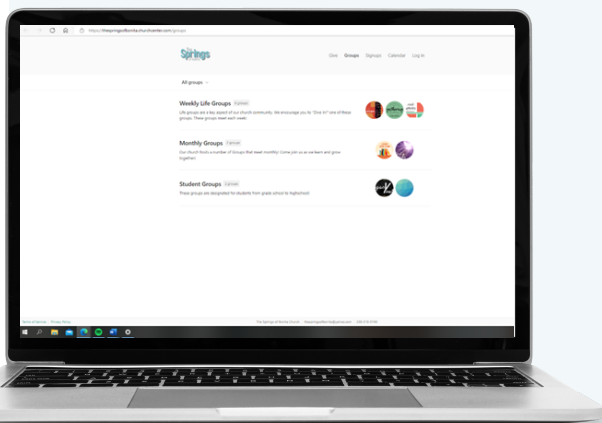 https://thespringsofbonita.churchcenter.com/groups
Springs
Give Groups Signups Calendar Log in
All groups
Weekly Life Groups
Life groups are a key aspect of our church community. We encourage you to "Dive In!" one of these
groups. These groups meet each week!
Monthly Groups 2 groups
Our church hosts a number of Groups that meet monthly! Come join us as we learn and grow
together!
Student Groups 2 groups
These groups are designated for students from grade school to highschool!
Terms of Service Privacy Policy
The Springs of Bonita Church